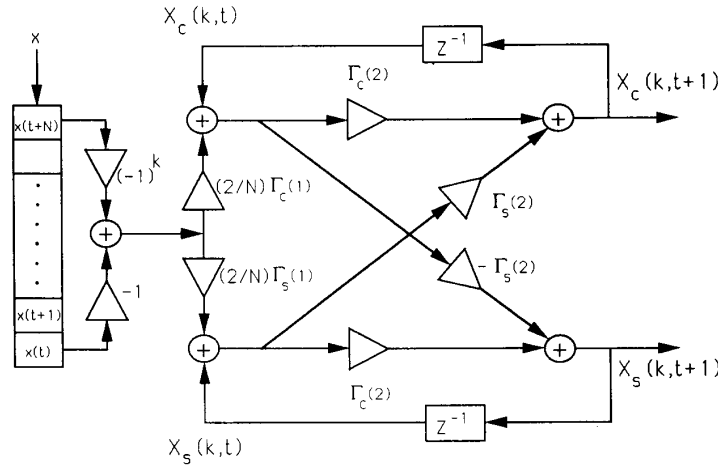 X_c(k,t)
Z^{-1}
X_c(k,t+1)
x
Γ_c(2)
x(t+N)
+
+
(-1)^k
(2/N)Γ_c(1)
Γ_s(2)
+
(2/N)Γ_s(1)
-Γ_s(2)
-1
x(t+1)
x(t)
+
+
Γ_c(2)
X_s(k,t+1)
X_s(k,t)
Z^{-1}